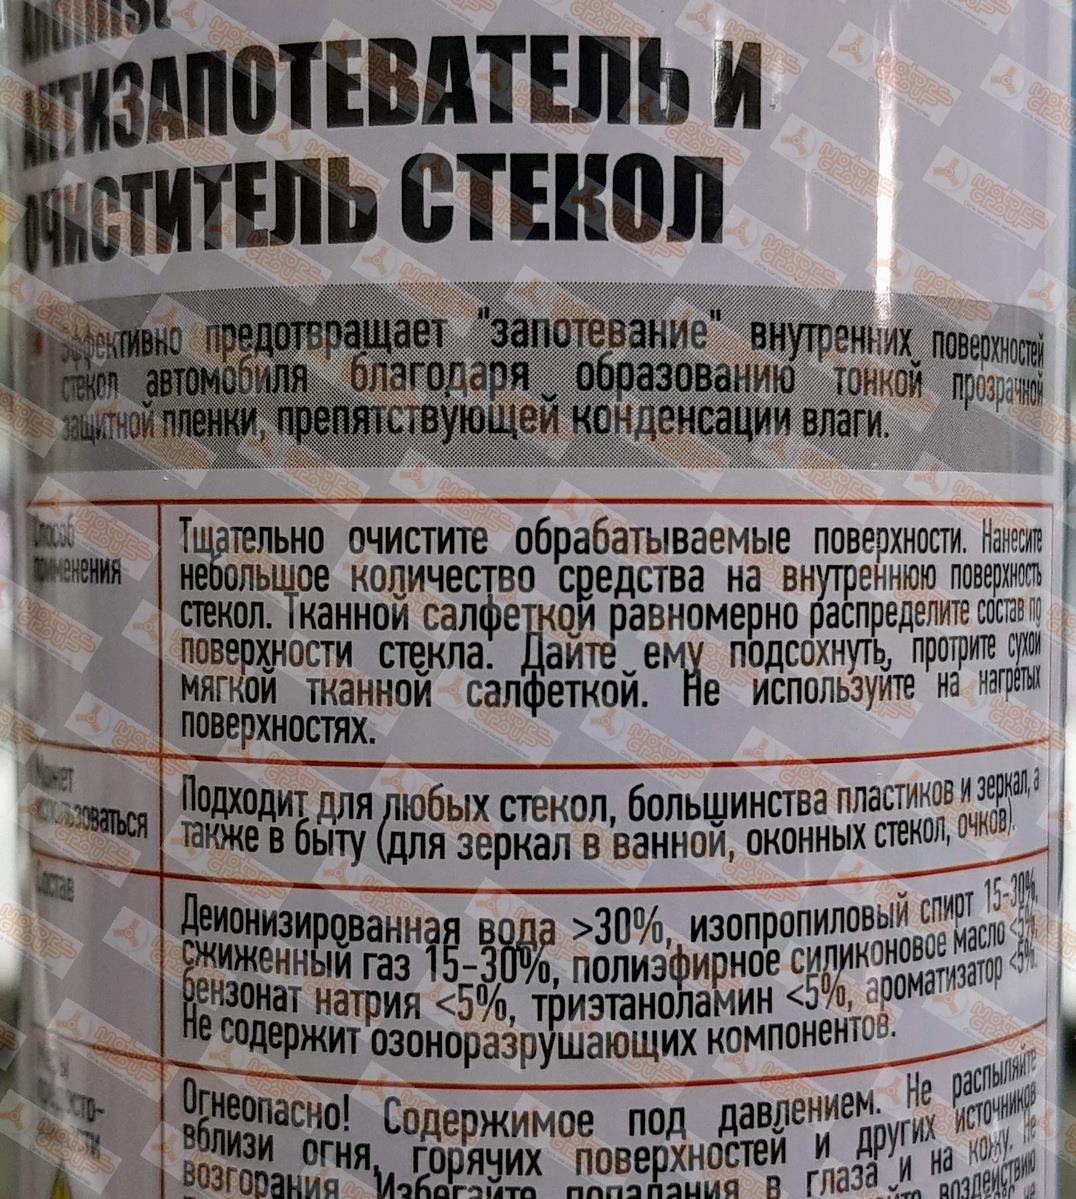 АНТИЗАПОТЕВАТЕЛЬ И
ОЧИСТИТЕЛЬ СТЕКОЛ
Эффективно предотвращает "запотевание" внутренних поверхностей
стекол автомобиля благодаря образованию тонкой прозрачной
защитной пленки, препятствующей конденсации влаги.
Способ
применения
Тщательно очистите обрабатываемые поверхности. Нанесите
небольшое количество средства на внутреннюю поверхность
стекол. Тканной салфеткой равномерно распределите состав по
поверхности стекла. Дайте ему подсохнуть, протрите сухой
мягкой тканной салфеткой. Не используйте на нагретых
поверхностях.
Может
использоваться
Подходит для любых стекол, большинства пластиков и зеркал, а
также в быту (для зеркал в ванной, оконных стекол, очков).
Состав
Деионизированная вода >30%, изопропиловый спирт 15-30%,
сжиженный газ 15-30%, полиэфирное силиконовое масло <5%,
бензонат натрия <5%, триэтаноламин <5%, ароматизатор <5%.
Не содержит озоноразрушающих компонентов.
Огнеопасно! Содержимое под давлением. Не распыляйте
вблизи огня, горячих поверхностей и других источников
возгорания. Избегайте попадания в глаза и на кожу. Не
воздействию